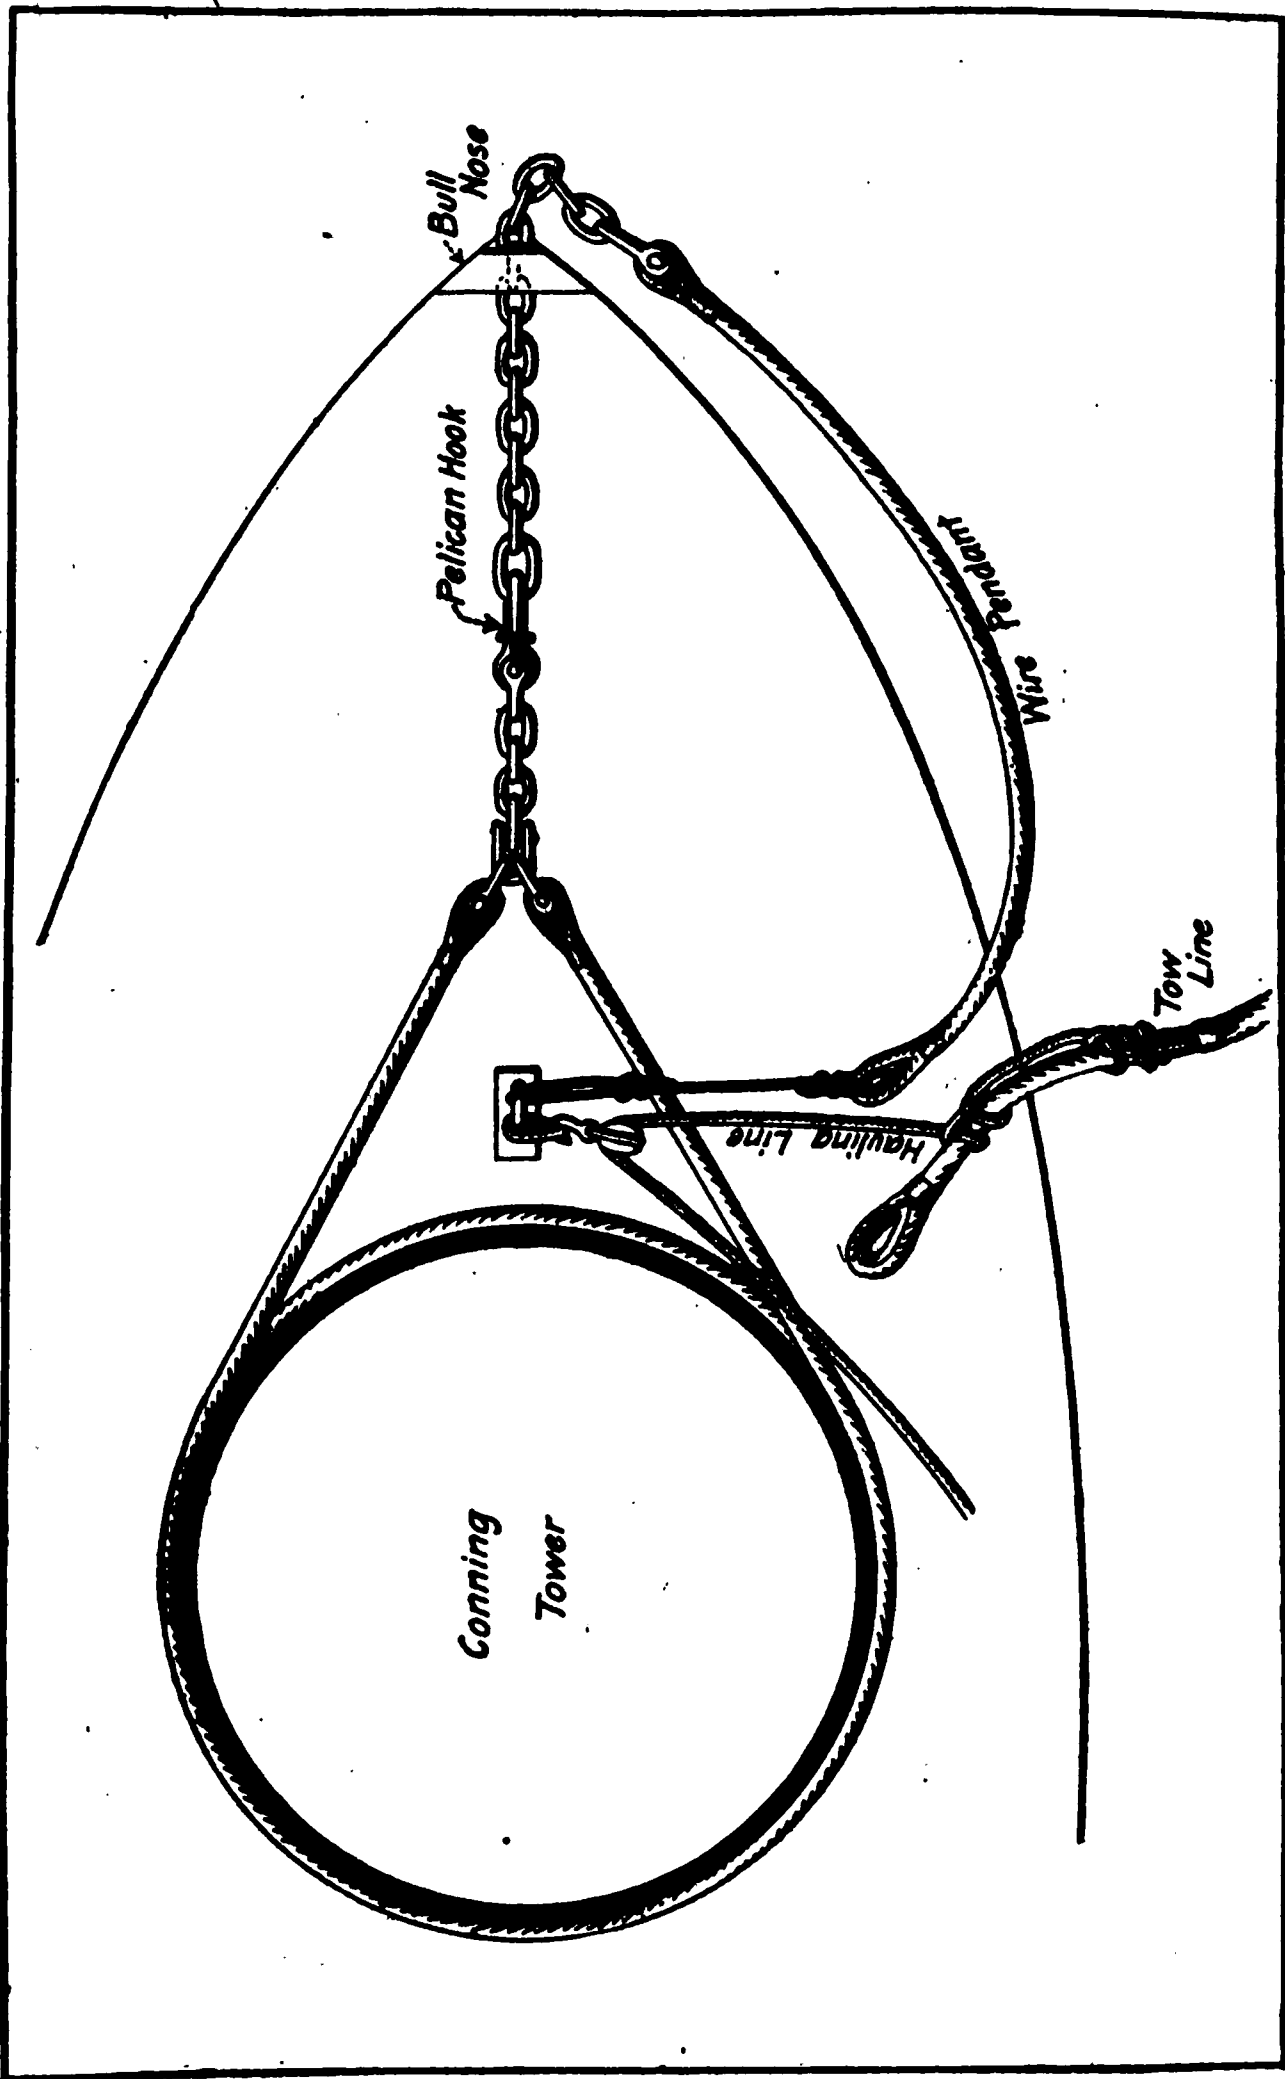 Bull
Nose
Pelican Hook
Wire Pendant
Hauling Line
Tow
Line
Conning
Tower